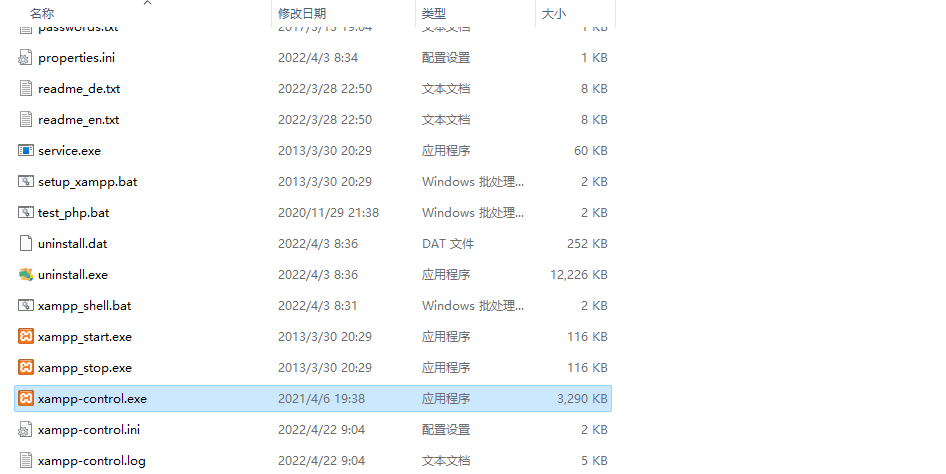 名称 修改日期 类型 大小
passwords.txt 2017/3/13 19:04 文本文档 1 KB
properties.ini 2022/4/3 8:34 配置设置 1 KB
readme_de.txt 2022/3/28 22:50 文本文档 8 KB
readme_en.txt 2022/3/28 22:50 文本文档 8 KB
service.exe 2013/3/30 20:29 应用程序 60 KB
setup_xampp.bat 2013/3/30 20:29 Windows 批处理... 2 KB
test_php.bat 2020/11/29 21:38 Windows 批处理... 2 KB
uninstall.dat 2022/4/3 8:36 DAT 文件 252 KB
uninstall.exe 2022/4/3 8:36 应用程序 12,226 KB
xampp_shell.bat 2022/4/3 8:31 Windows 批处理... 2 KB
xampp_start.exe 2013/3/30 20:29 应用程序 116 KB
xampp_stop.exe 2013/3/30 20:29 应用程序 116 KB
xampp-control.exe 2021/4/6 19:38 应用程序 3,290 KB
xampp-control.ini 2022/4/22 9:04 配置设置 2 KB
xampp-control.log 2022/4/22 9:04 文本文档 5 KB